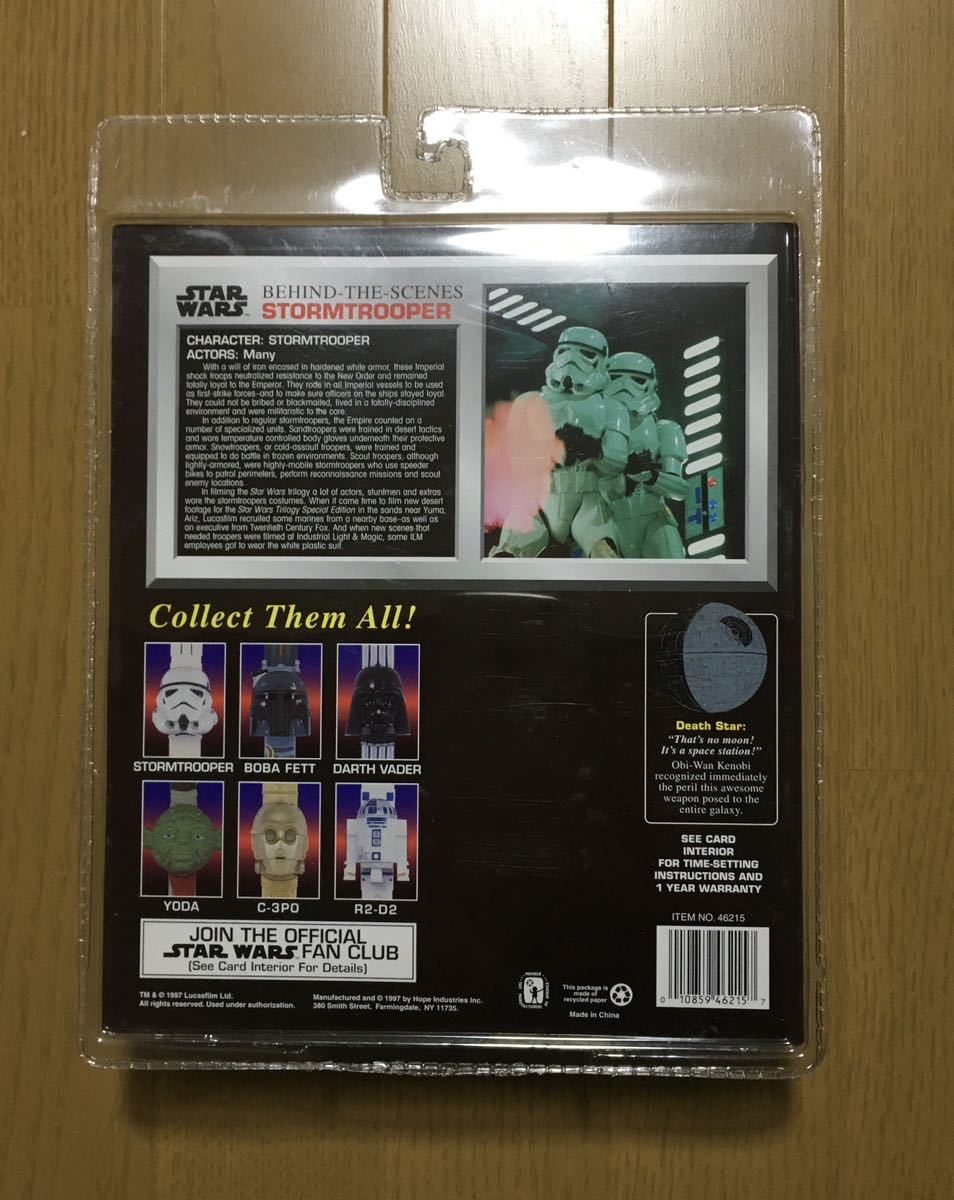 STAR WARS
BEHIND-THE-SCENES
STORMTROOPER
CHARACTER: STORMTROOPER
ACTORS: Many
With a will of iron encased in hardened white armor, these Imperial
shock troops neutralized resistance to the New Order and remained
totally loyal to the Emperor. They rode in all Imperial vessels to be used
as first-strike forces–and to make sure officers on the ships stayed loyal.
They could not be bribed or blackmailed, lived in a totally-disciplined
environment and were militaristic to the core.
In addition to regular stormtroopers, the Empire counted on a
number of specialized units. Sandtroopers were trained in desert tactics
and wore temperature controlled body gloves underneath their protective
armor. Snowtroopers, or cold-assault troopers, were trained and
equipped to do battle in frozen environments. Scout troopers, although
lightly-armored, were highly-mobile stormtroopers who use speeder
bikes to patrol perimeters, perform reconnaissance missions and scout
enemy locations.
In filming the Star Wars trilogy a lot of actors, stuntmen and extras
wore the stormtroopers costumes. When it came time to film new desert
footage for the Star Wars Trilogy Special Edition in the sands near Yuma,
Ariz, Lucasfilm recruited some marines from a nearby base–as well as
an executive from Twentieth Century Fox. And when new scenes that
needed troopers were filmed at Industrial Light & Magic, some ILM
employees got to wear the white plastic suit.
Collect Them All!
STORMTROOPER
BOBA FETT
DARTH VADER
YODA
C-3PO
R2-D2
Death Star:
"That's no moon!
It's a space station!"
Obi-Wan Kenobi
recognized immediately
the peril this awesome
weapon posed to the
entire galaxy.
SEE CARD
INTERIOR
FOR TIME-SETTING
INSTRUCTIONS AND
1 YEAR WARRANTY
ITEM NO. 46215
0 10859 46215 7
JOIN THE OFFICIAL
STAR WARS FAN CLUB
(See Card Interior For Details)
TM & © 1997 Lucasfilm Ltd.
All rights reserved. Used under authorization.
Manufactured and © 1997 by Hope Industries Inc.
380 Smith Street, Farmingdale, NY 11735.
MEMBER
This package is
made of
recycled paper
Made in China